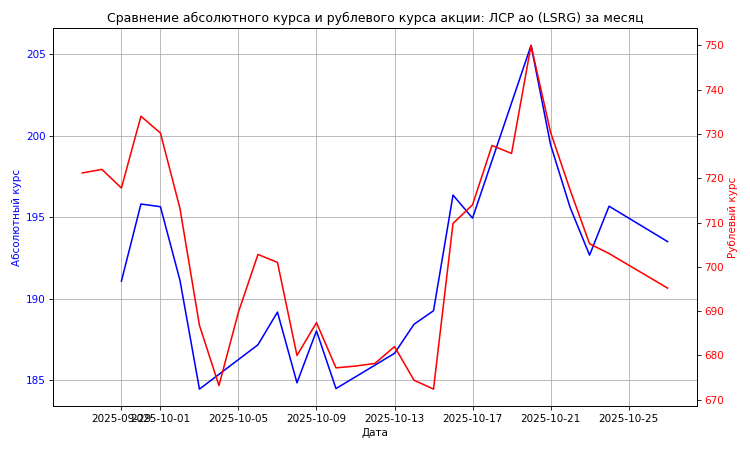 Сравнение абсолютного курса и рублевого курса акции: ЛСР ао (LSRG) за месяц
Абсолютный курс
205
200
195
190
185
750
740
730
720
710
700
690
680
670
Рублевый курс
2025-09-29 2025-10-01 2025-10-05 2025-10-09 2025-10-13 2025-10-17 2025-10-21 2025-10-25
Дата